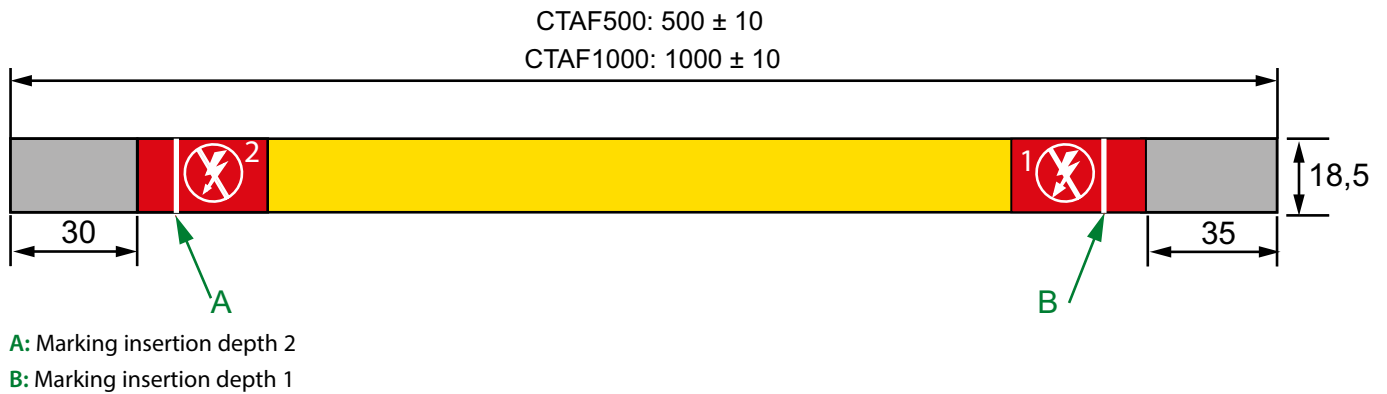 CTAF500: 500 ± 10
CTAF1000: 1000 ± 10
2
1
18,5
30
35
A
B
A: Marking insertion depth 2
B: Marking insertion depth 1